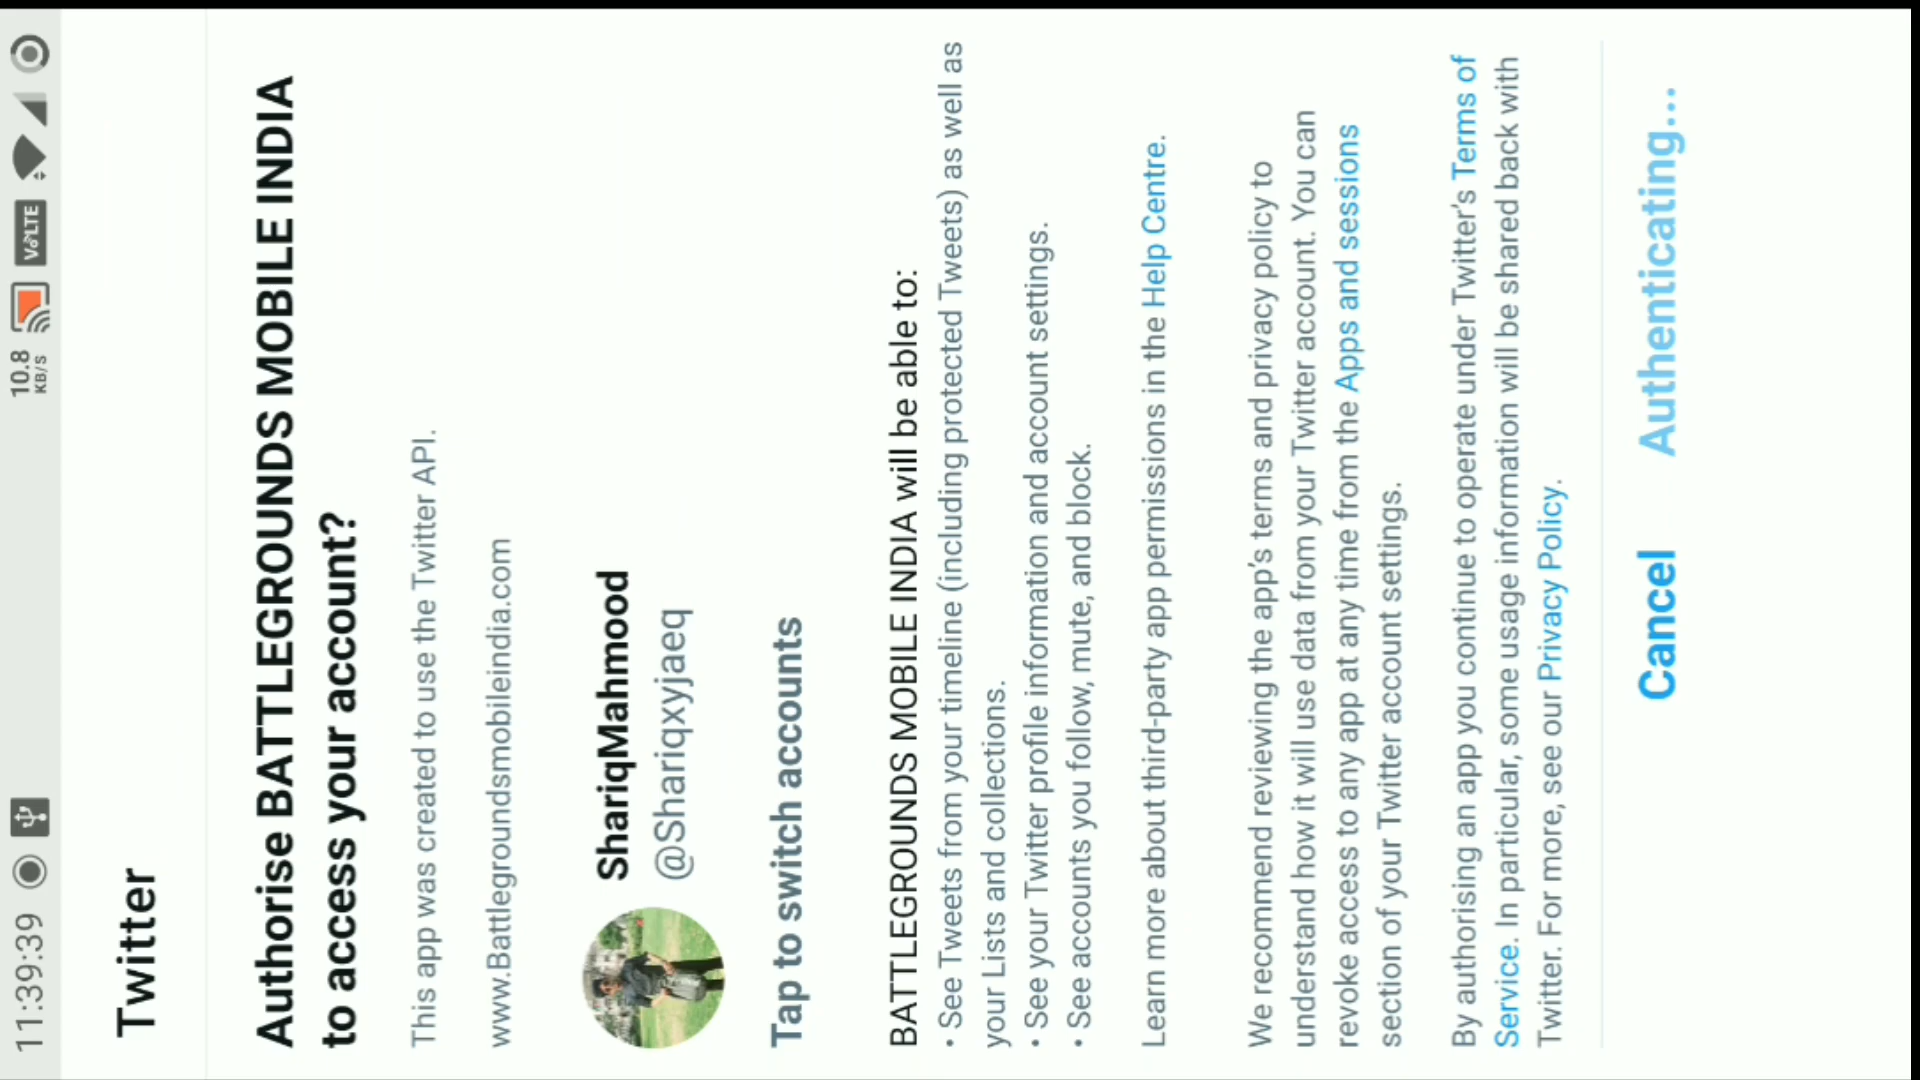 11:39:39
10.8
KB/S
VoLTE
Twitter
Authorise BATTLEGROUNDS MOBILE INDIA
to access your account?
This app was created to use the Twitter API.
www.Battlegroundsmobileindia.com
ShariqMahmood
@Shariqxyjaeq
Tap to switch accounts
BATTLEGROUNDS MOBILE INDIA will be able to:
• See Tweets from your timeline (including protected Tweets) as well as
your Lists and collections.
• See your Twitter profile information and account settings.
• See accounts you follow, mute, and block.
Learn more about third-party app permissions in the Help Centre.
We recommend reviewing the app's terms and privacy policy to
understand how it will use data from your Twitter account. You can
revoke access to any app at any time from the Apps and sessions
section of your Twitter account settings.
By authorising an app you continue to operate under Twitter's Terms of
Service. In particular, some usage information will be shared back with
Twitter. For more, see our Privacy Policy.
Cancel Authenticating...